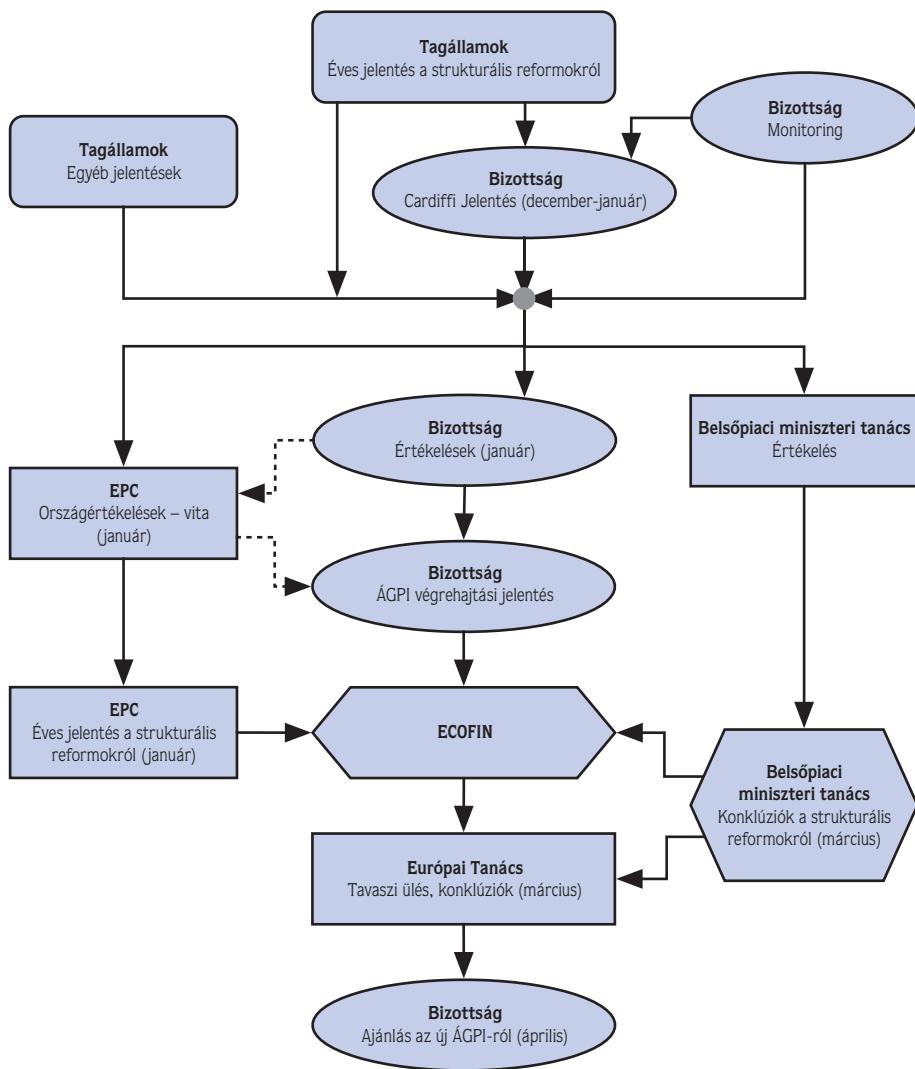 Tagállamok
Éves jelentés a strukturális reformokról
Bizottság
Monitoring
Tagállamok
Egyéb jelentések
Bizottság
Cardiffi Jelentés (december-január)
Bizottság
Értékelések (január)
Belsőpiaci miniszteri tanács
Értékelés
EPC
Országértékelések – vita
(január)
Bizottság
ÁGPI végrehajtási jelentés
EPC
Éves jelentés a strukturális
reformokról (január)
ECOFIN
Belsőpiaci
miniszteri tanács
Konklúziók a strukturális
reformokról (március)
Európai Tanács
Tavaszi ülés, konklúziók (március)
Bizottság
Ajánlás az új ÁGPI-ról (április)